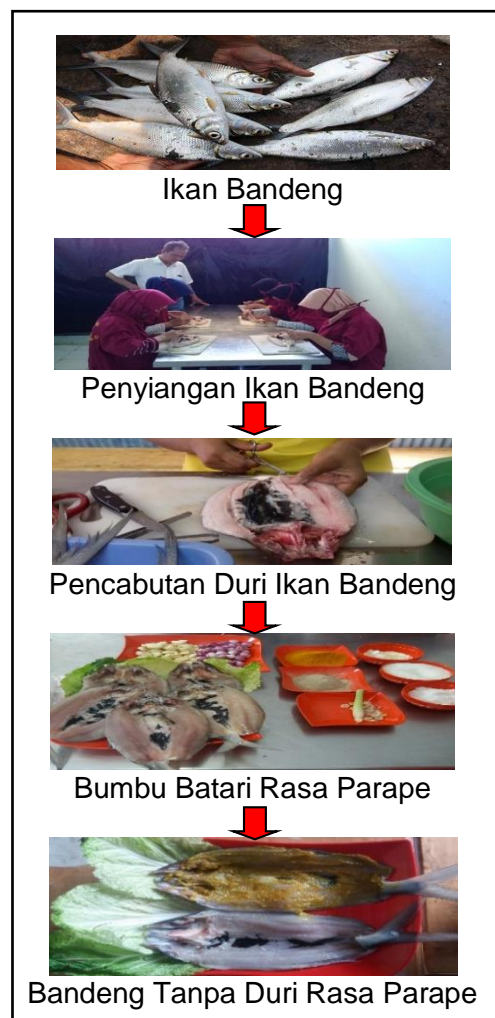 Ikan Bandeng
Penyiangan Ikan Bandeng
Pencabutan Duri Ikan Bandeng
Bumbu Batari Rasa Parape
Bandeng Tanpa Duri Rasa Parape